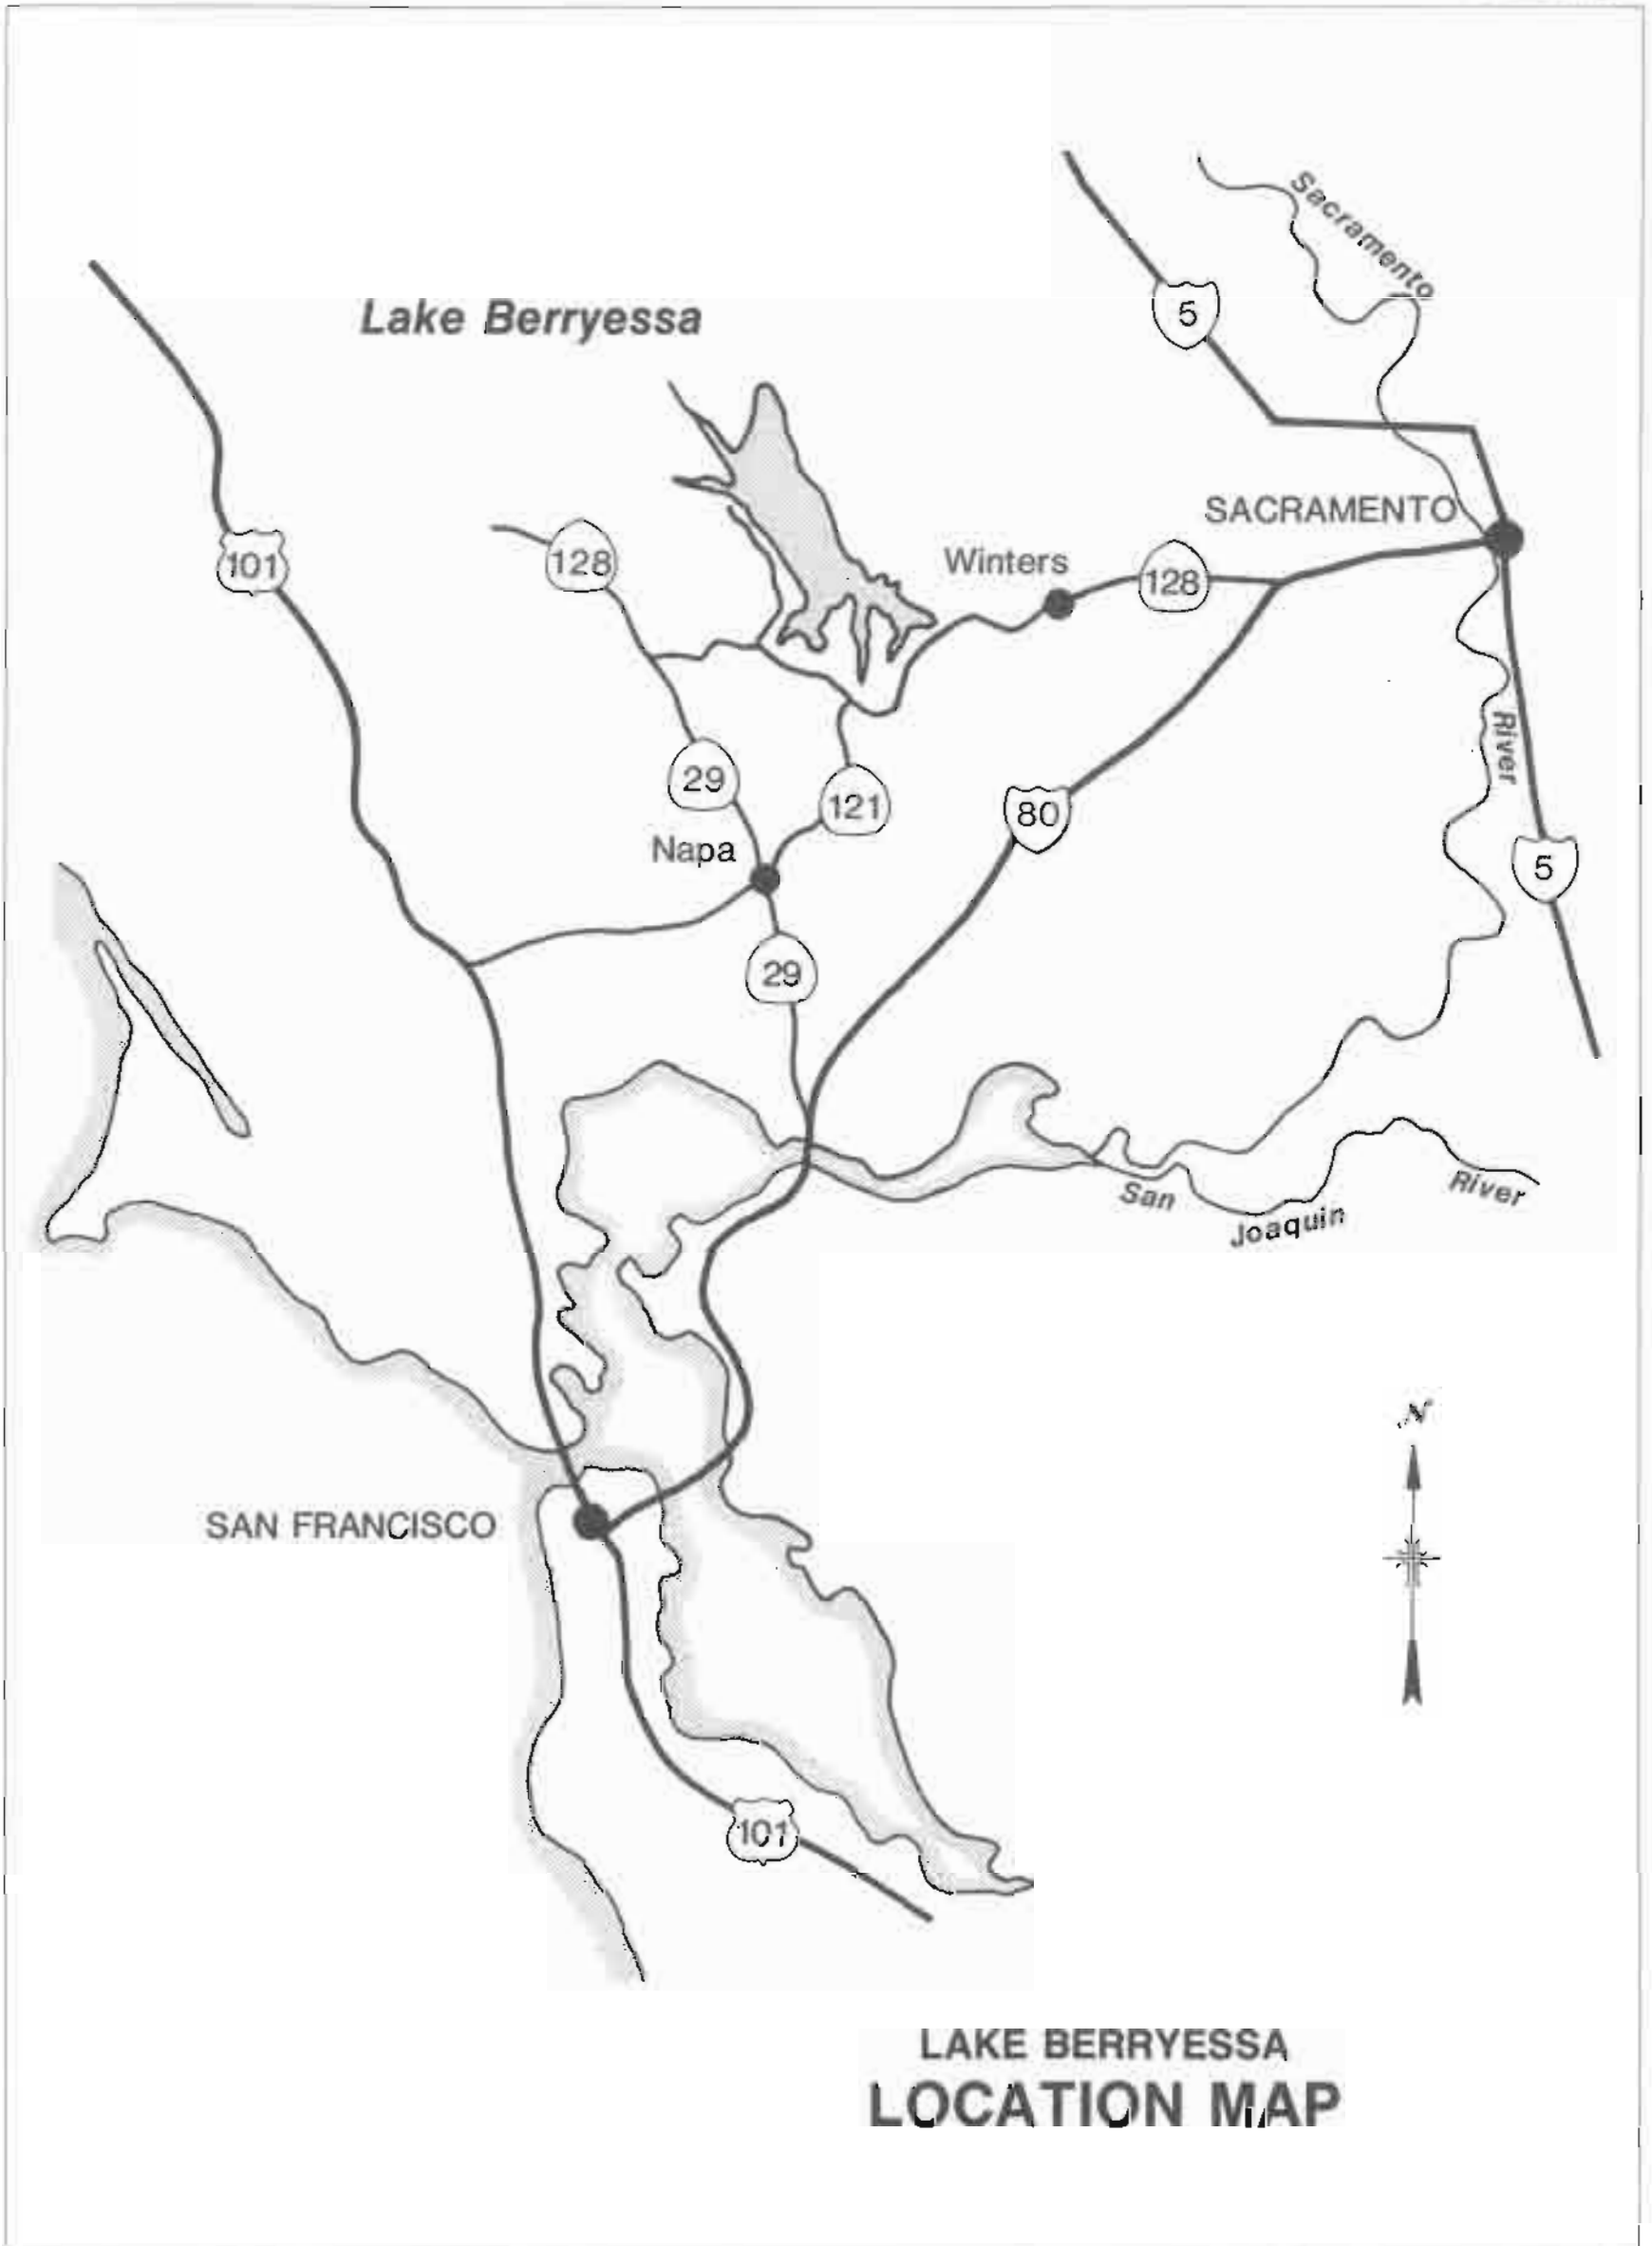 Sacramento
5
Lake Berryessa
SACRAMENTO
Winters
101
128
128
River
29
121
80
Napa
5
29
San
Joaquin
River
N
SAN FRANCISCO
101
LAKE BERRYESSA
LOCATION MAP